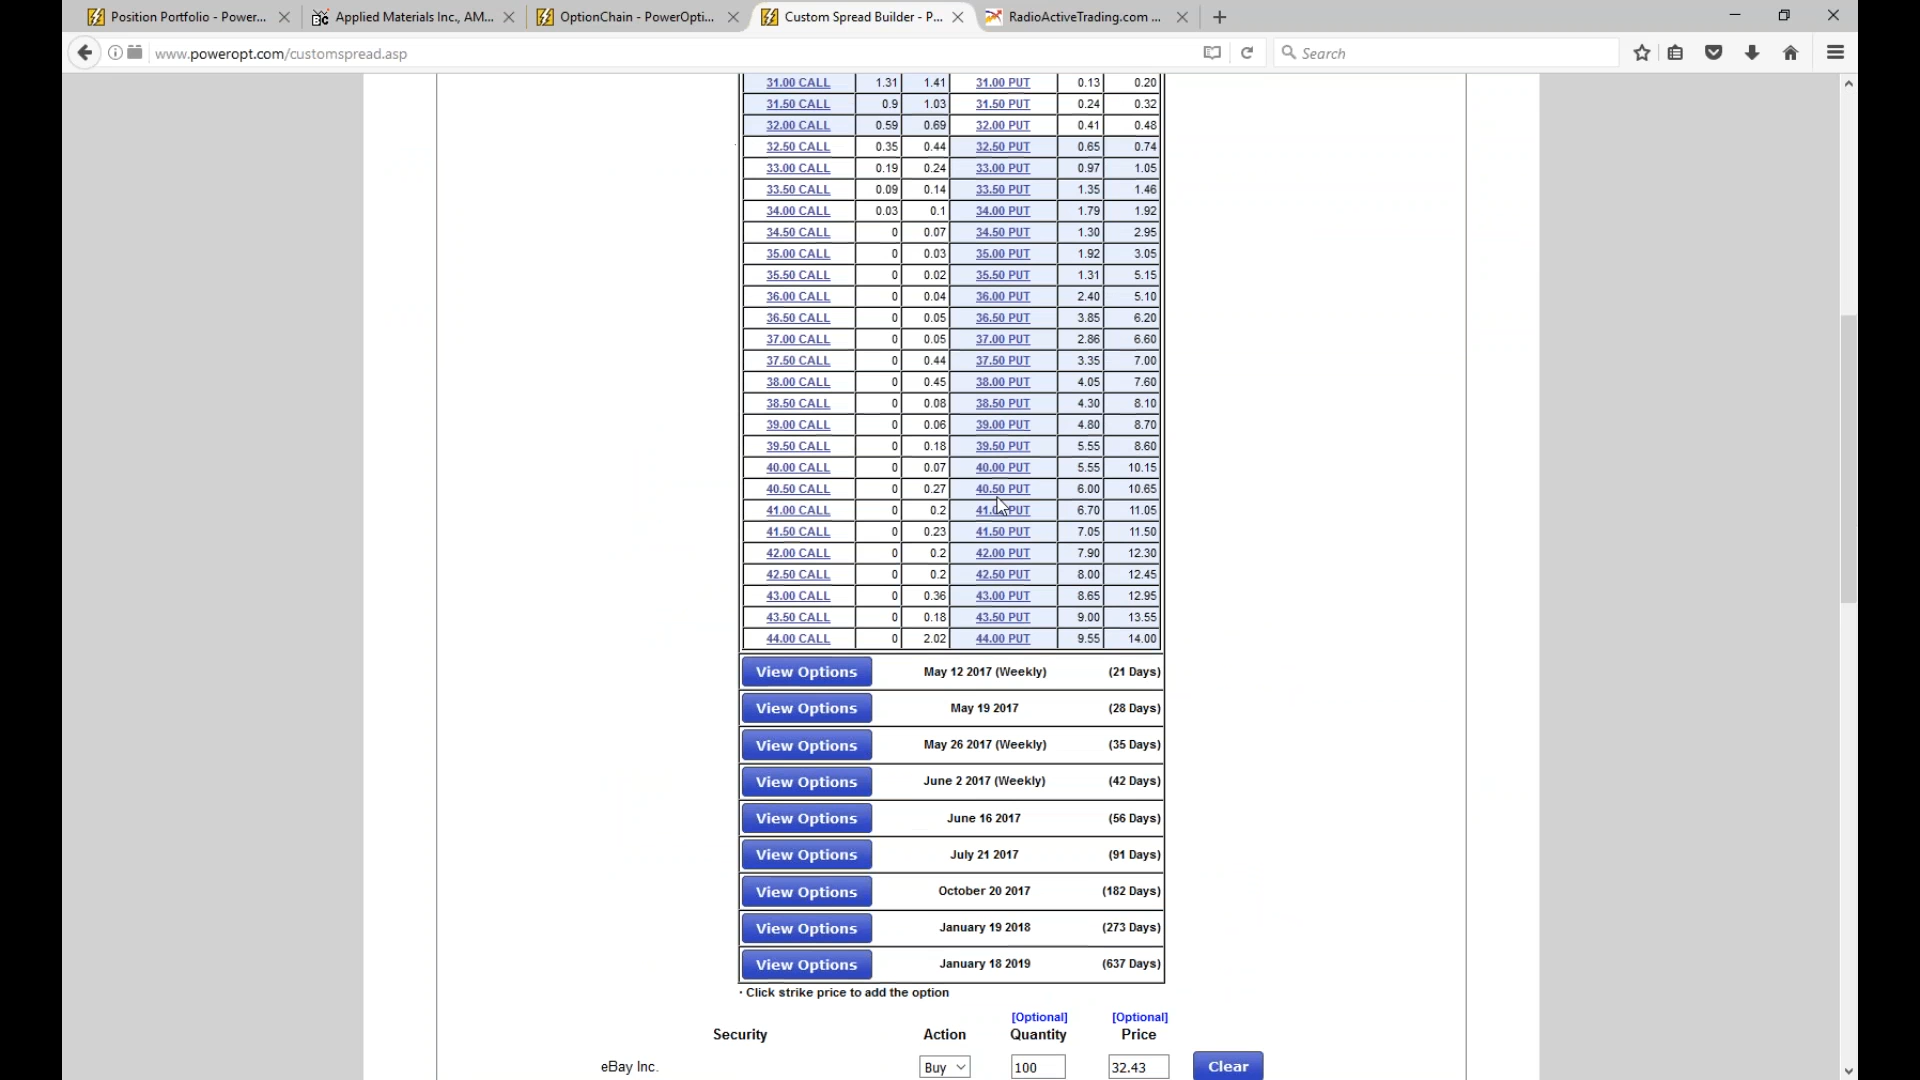 Position Portfolio - Power... Applied Materials Inc., AM... OptionChain - PowerOpti... Custom Spread Builder - P... RadioActiveTrading.com ...
www.poweropt.com/customspread.asp Search
31.00 CALL 1.31 1.41 31.00 PUT 0.13 0.20
31.50 CALL 0.9 1.03 31.50 PUT 0.24 0.32
32.00 CALL 0.59 0.69 32.00 PUT 0.41 0.48
32.50 CALL 0.35 0.44 32.50 PUT 0.65 0.74
33.00 CALL 0.19 0.24 33.00 PUT 0.97 1.05
33.50 CALL 0.09 0.14 33.50 PUT 1.35 1.46
34.00 CALL 0.03 0.1 34.00 PUT 1.79 1.92
34.50 CALL 0 0.07 34.50 PUT 1.30 2.95
35.00 CALL 0 0.03 35.00 PUT 1.92 3.05
35.50 CALL 0 0.02 35.50 PUT 1.31 5.15
36.00 CALL 0 0.04 36.00 PUT 2.40 5.10
36.50 CALL 0 0.05 36.50 PUT 3.85 6.20
37.00 CALL 0 0.05 37.00 PUT 2.86 6.60
37.50 CALL 0 0.44 37.50 PUT 3.35 7.00
38.00 CALL 0 0.45 38.00 PUT 4.05 7.60
38.50 CALL 0 0.08 38.50 PUT 4.30 8.10
39.00 CALL 0 0.06 39.00 PUT 4.80 8.70
39.50 CALL 0 0.18 39.50 PUT 5.55 8.60
40.00 CALL 0 0.07 40.00 PUT 5.55 10.15
40.50 CALL 0 0.27 40.50 PUT 6.00 10.65
41.00 CALL 0 0.2 41.00 PUT 6.70 11.05
41.50 CALL 0 0.23 41.50 PUT 7.05 11.50
42.00 CALL 0 0.2 42.00 PUT 7.90 12.30
42.50 CALL 0 0.2 42.50 PUT 8.00 12.45
43.00 CALL 0 0.36 43.00 PUT 8.65 12.95
43.50 CALL 0 0.18 43.50 PUT 9.00 13.55
44.00 CALL 0 2.02 44.00 PUT 9.55 14.00
View Options May 12 2017 (Weekly) (21 Days)
View Options May 19 2017 (28 Days)
View Options May 26 2017 (Weekly) (35 Days)
View Options June 2 2017 (Weekly) (42 Days)
View Options June 16 2017 (56 Days)
View Options July 21 2017 (91 Days)
View Options October 20 2017 (182 Days)
View Options January 19 2018 (273 Days)
View Options January 18 2019 (637 Days)
· Click strike price to add the option
[Optional] [Optional]
Security Action Quantity Price
eBay Inc. Buy 100 32.43 Clear